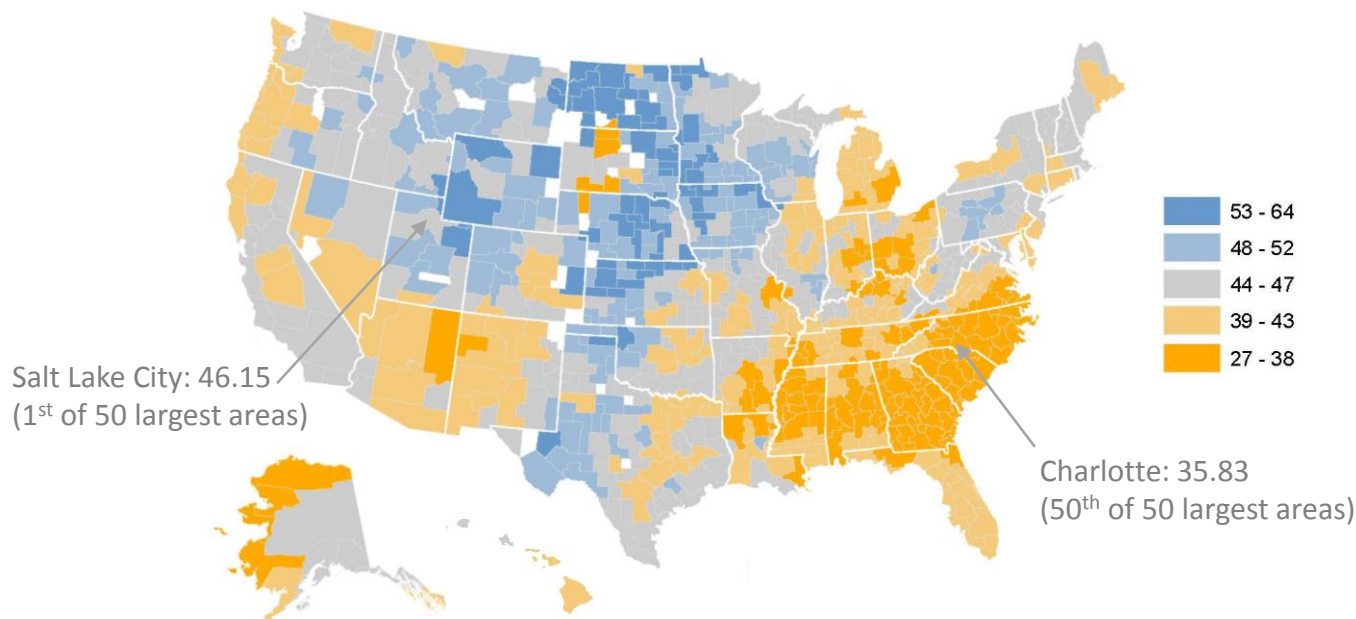 53 - 64
48 - 52
44 - 47
39 - 43
27 - 38
Salt Lake City: 46.15
(1st of 50 largest areas)
Charlotte: 35.83
(50th of 50 largest areas)